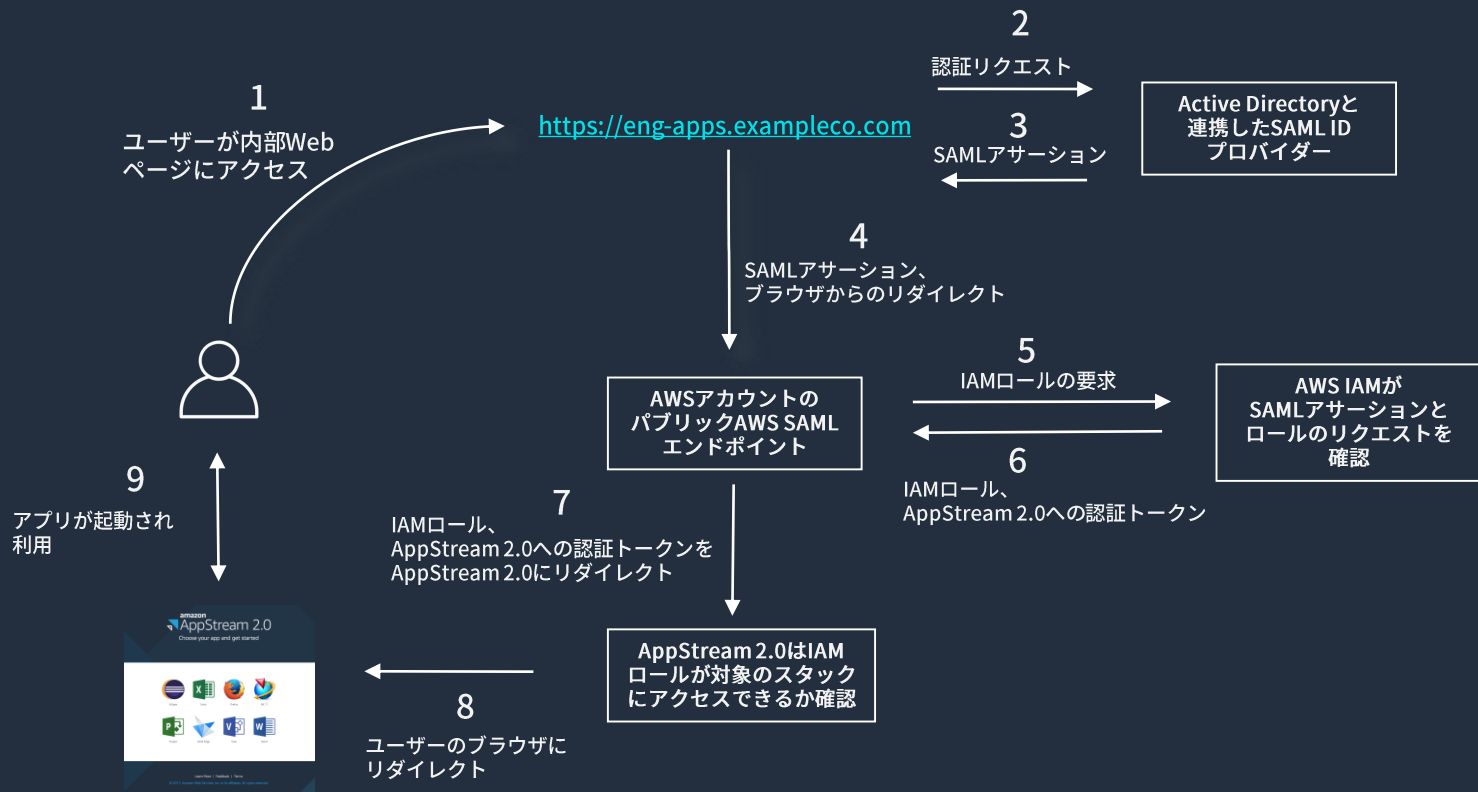 1
ユーザーが内部Web
ページにアクセス
https://eng-apps.exampleco.com
2
認証リクエスト
3
SAMLアサーション
Active Directoryと
連携したSAML ID
プロバイダー
4
SAMLアサーション、
ブラウザからのリダイレクト
AWSアカウントの
パブリックAWS SAML
エンドポイント
5
IAMロールの要求
6
IAMロール、
AppStream 2.0への認証トークン
AWS IAMが
SAMLアサーションと
ロールのリクエストを
確認
7
IAMロール、
AppStream 2.0への認証トークンを
AppStream 2.0にリダイレクト
AppStream 2.0はIAM
ロールが対象のスタック
にアクセスできるか確認
8
ユーザーのブラウザに
リダイレクト
9
アプリが起動され
利用
amazon
AppStream 2.0
Choose your app and get started